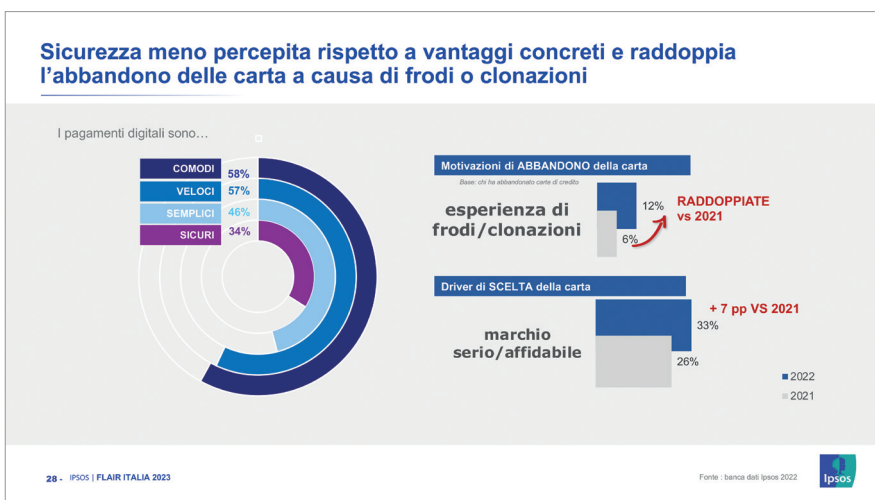 Sicurezza meno percepita rispetto a vantaggi concreti e raddoppia
l'abbandono delle carta a causa di frodi o clonazioni
I pagamenti digitali sono…
COMODI 58%
VELOCI 57%
SEMPLICI 46%
SICURI 34%
Motivazioni di ABBANDONO della carta
Base: chi ha abbandonato carte di credito
esperienza di
frodi/clonazioni
12%
6%
RADDOPPIATE
vs 2021
Driver di SCELTA della carta
marchio
serio/affidabile
33%
26%
+ 7 pp VS 2021
2022
2021
28 - IPSOS | FLAIR ITALIA 2023
Fonte : banca dati Ipsos 2022
Ipsos